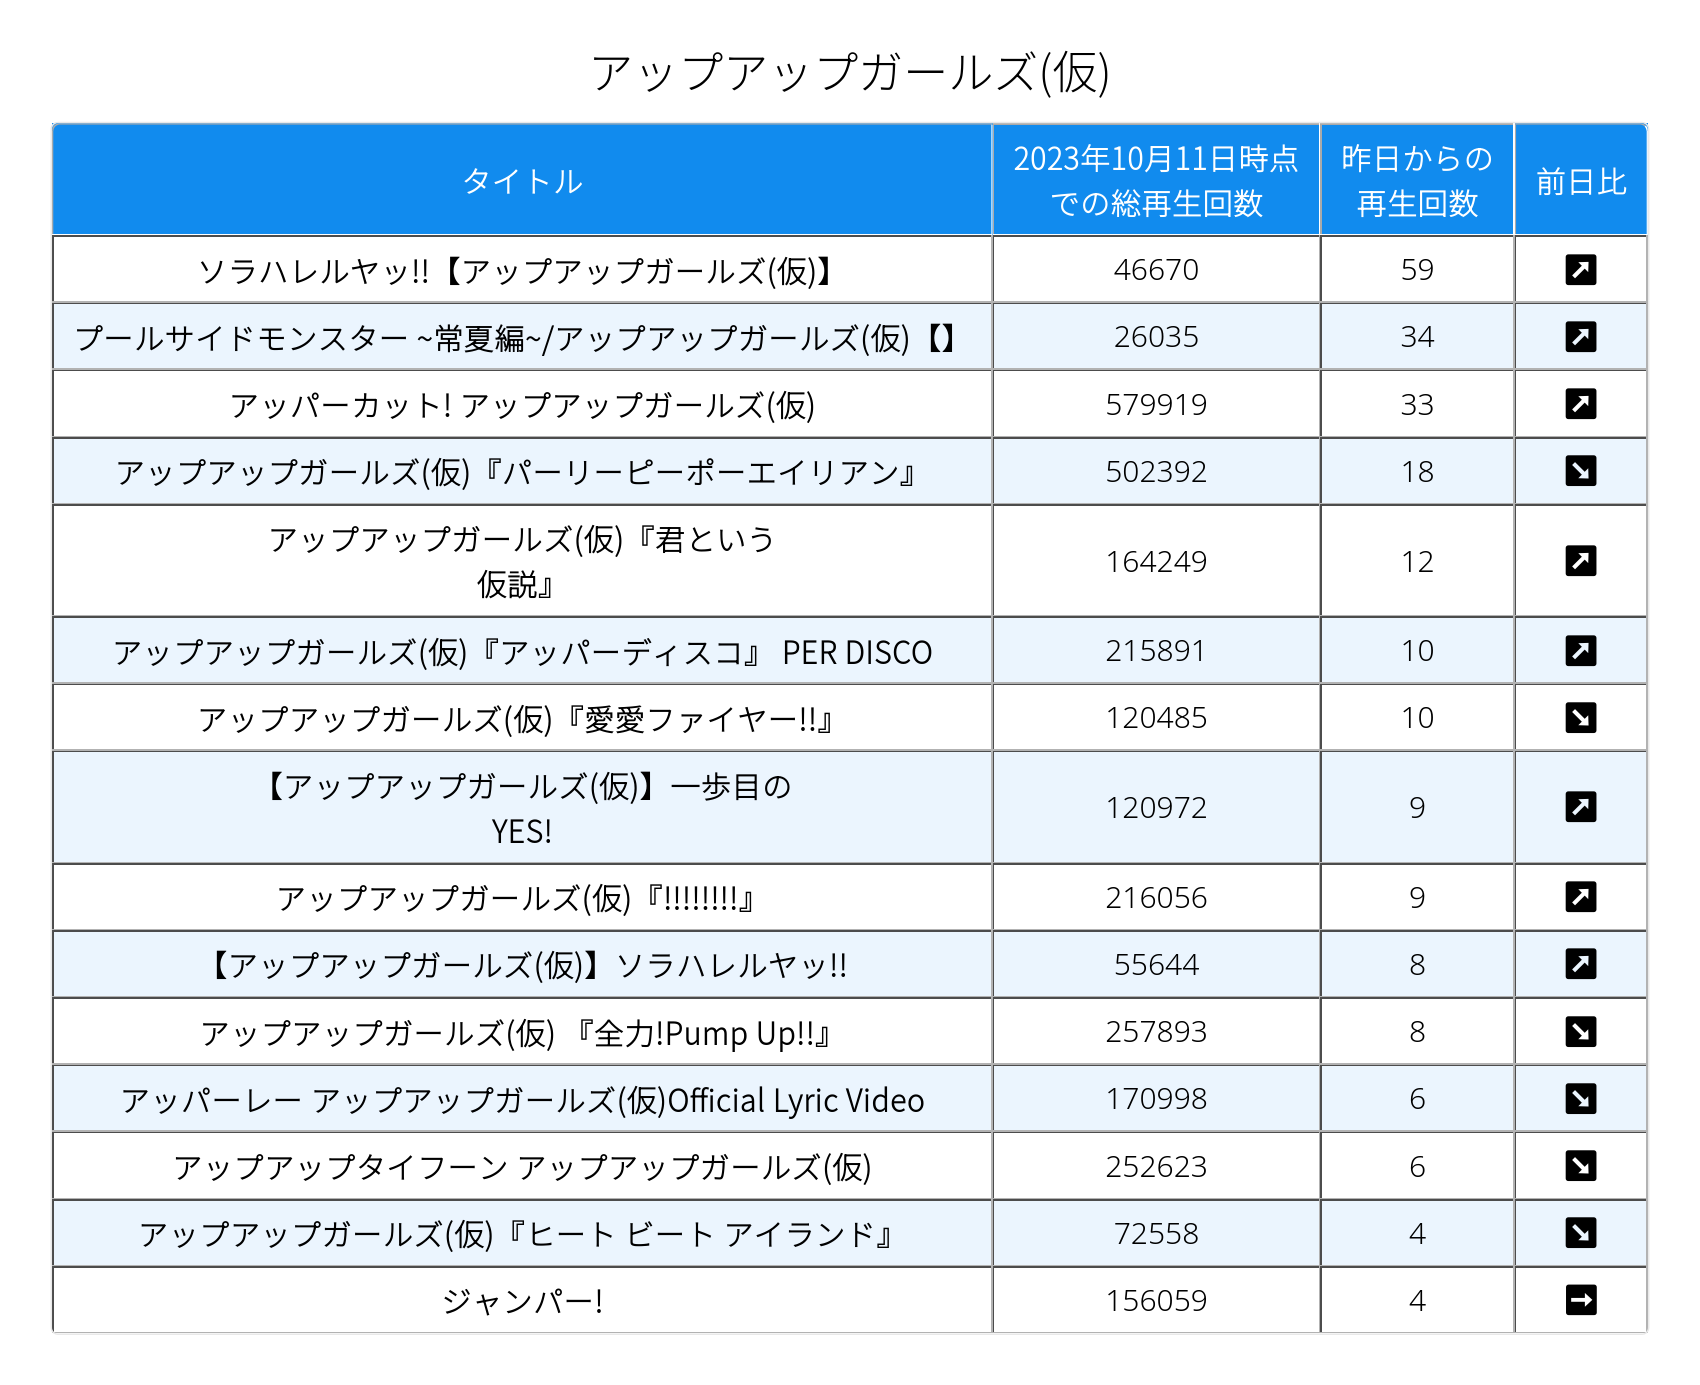 アップアップガールズ(仮)
タイトル
2023年10月11日時点
での総再生回数
昨日からの
再生回数
前日比
ソラハレルヤッ!!【アップアップガールズ(仮)】 46670 59
プールサイドモンスター ~常夏編~/アップアップガールズ(仮)【】 26035 34
アッパーカット! アップアップガールズ(仮) 579919 33
アップアップガールズ(仮)『パーリーピーポーエイリアン』 502392 18
アップアップガールズ(仮)『君という
仮説』 164249 12
アップアップガールズ(仮)『アッパーディスコ』 PER DISCO 215891 10
アップアップガールズ(仮)『愛愛ファイヤー!!』 120485 10
【アップアップガールズ(仮)】一歩目の
YES! 120972 9
アップアップガールズ(仮)『!!!!!!!!』 216056 9
【アップアップガールズ(仮)】ソラハレルヤッ!! 55644 8
アップアップガールズ(仮) 『全力!Pump Up!!』 257893 8
アッパーレー アップアップガールズ(仮)Official Lyric Video 170998 6
アップアップタイフーン アップアップガールズ(仮) 252623 6
アップアップガールズ(仮)『ヒート ビート アイランド』 72558 4
ジャンパー! 156059 4